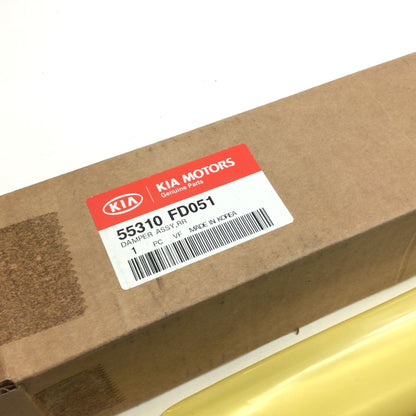 KIA
KIA MOTORS
Genuine Parts
55310 FD051
DAMPER ASSY,RR
1 PC VF MADE IN KOREA